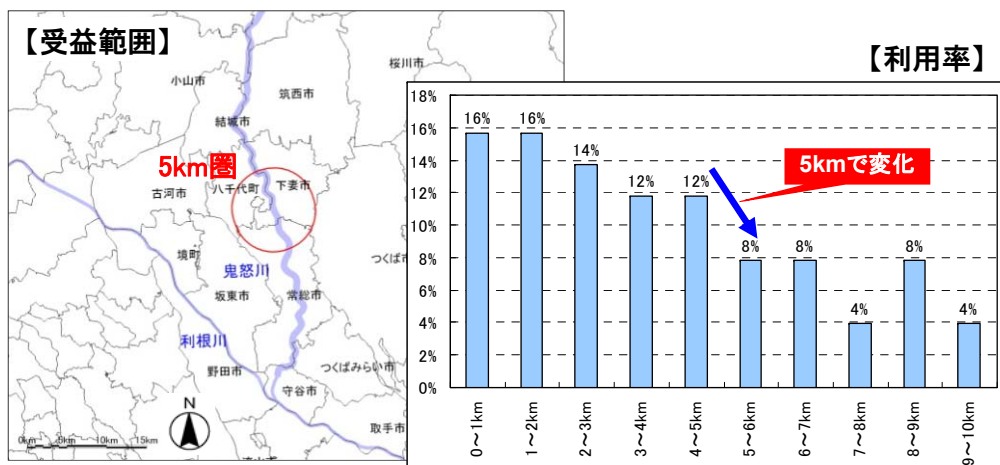 【受益範囲】
桜川市
小山市
筑西市
結城市
5km圏
八千代町
下妻市
古河市
境町
鬼怒川
つくば市
坂東市
常総市
利根川
つくばみらい市
野田市
守谷市
N
取手市
0km 5km 10km 15km
【利用率】
18%
16%
14%
12%
10%
8%
6%
4%
2%
0%
16%
16%
14%
12%
12%
8%
8%
4%
8%
4%
5kmで変化
0～1km
1～2km
2～3km
3～4km
4～5km
5～6km
6～7km
7～8km
8～9km
9～10km